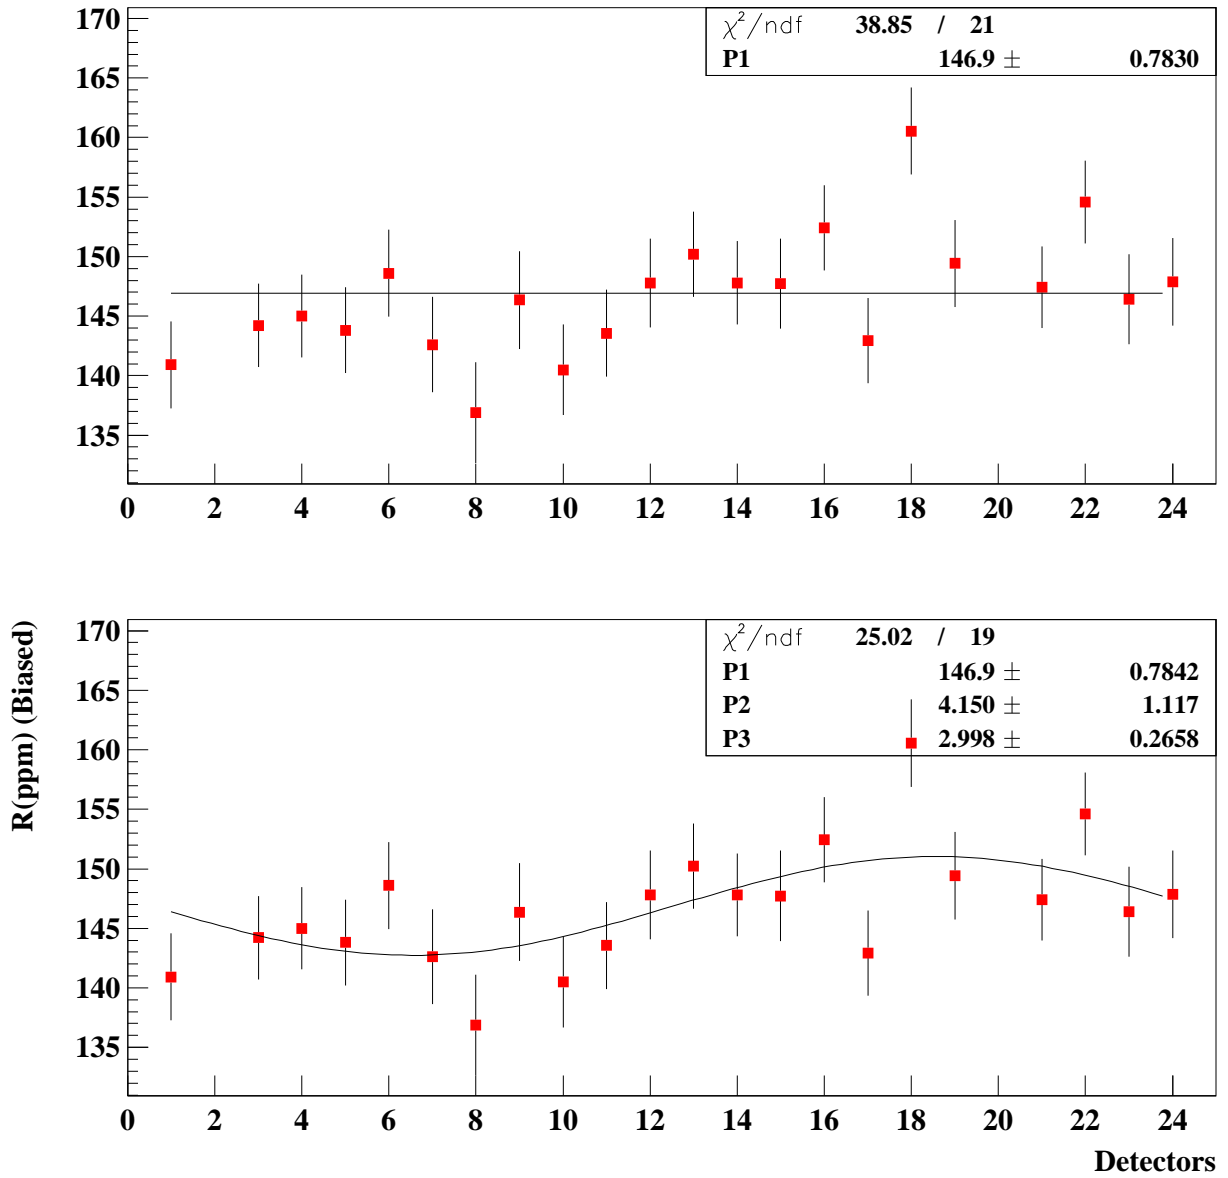 χ²/ndf 38.85 / 21
P1 146.9 ± 0.7830
170
165
160
155
150
145
140
135
0 2 4 6 8 10 12 14 16 18 20 22 24
R(ppm) (Biased)
χ²/ndf 25.02 / 19
P1 146.9 ± 0.7842
P2 4.150 ± 1.117
P3 2.998 ± 0.2658
170
165
160
155
150
145
140
135
0 2 4 6 8 10 12 14 16 18 20 22 24
Detectors